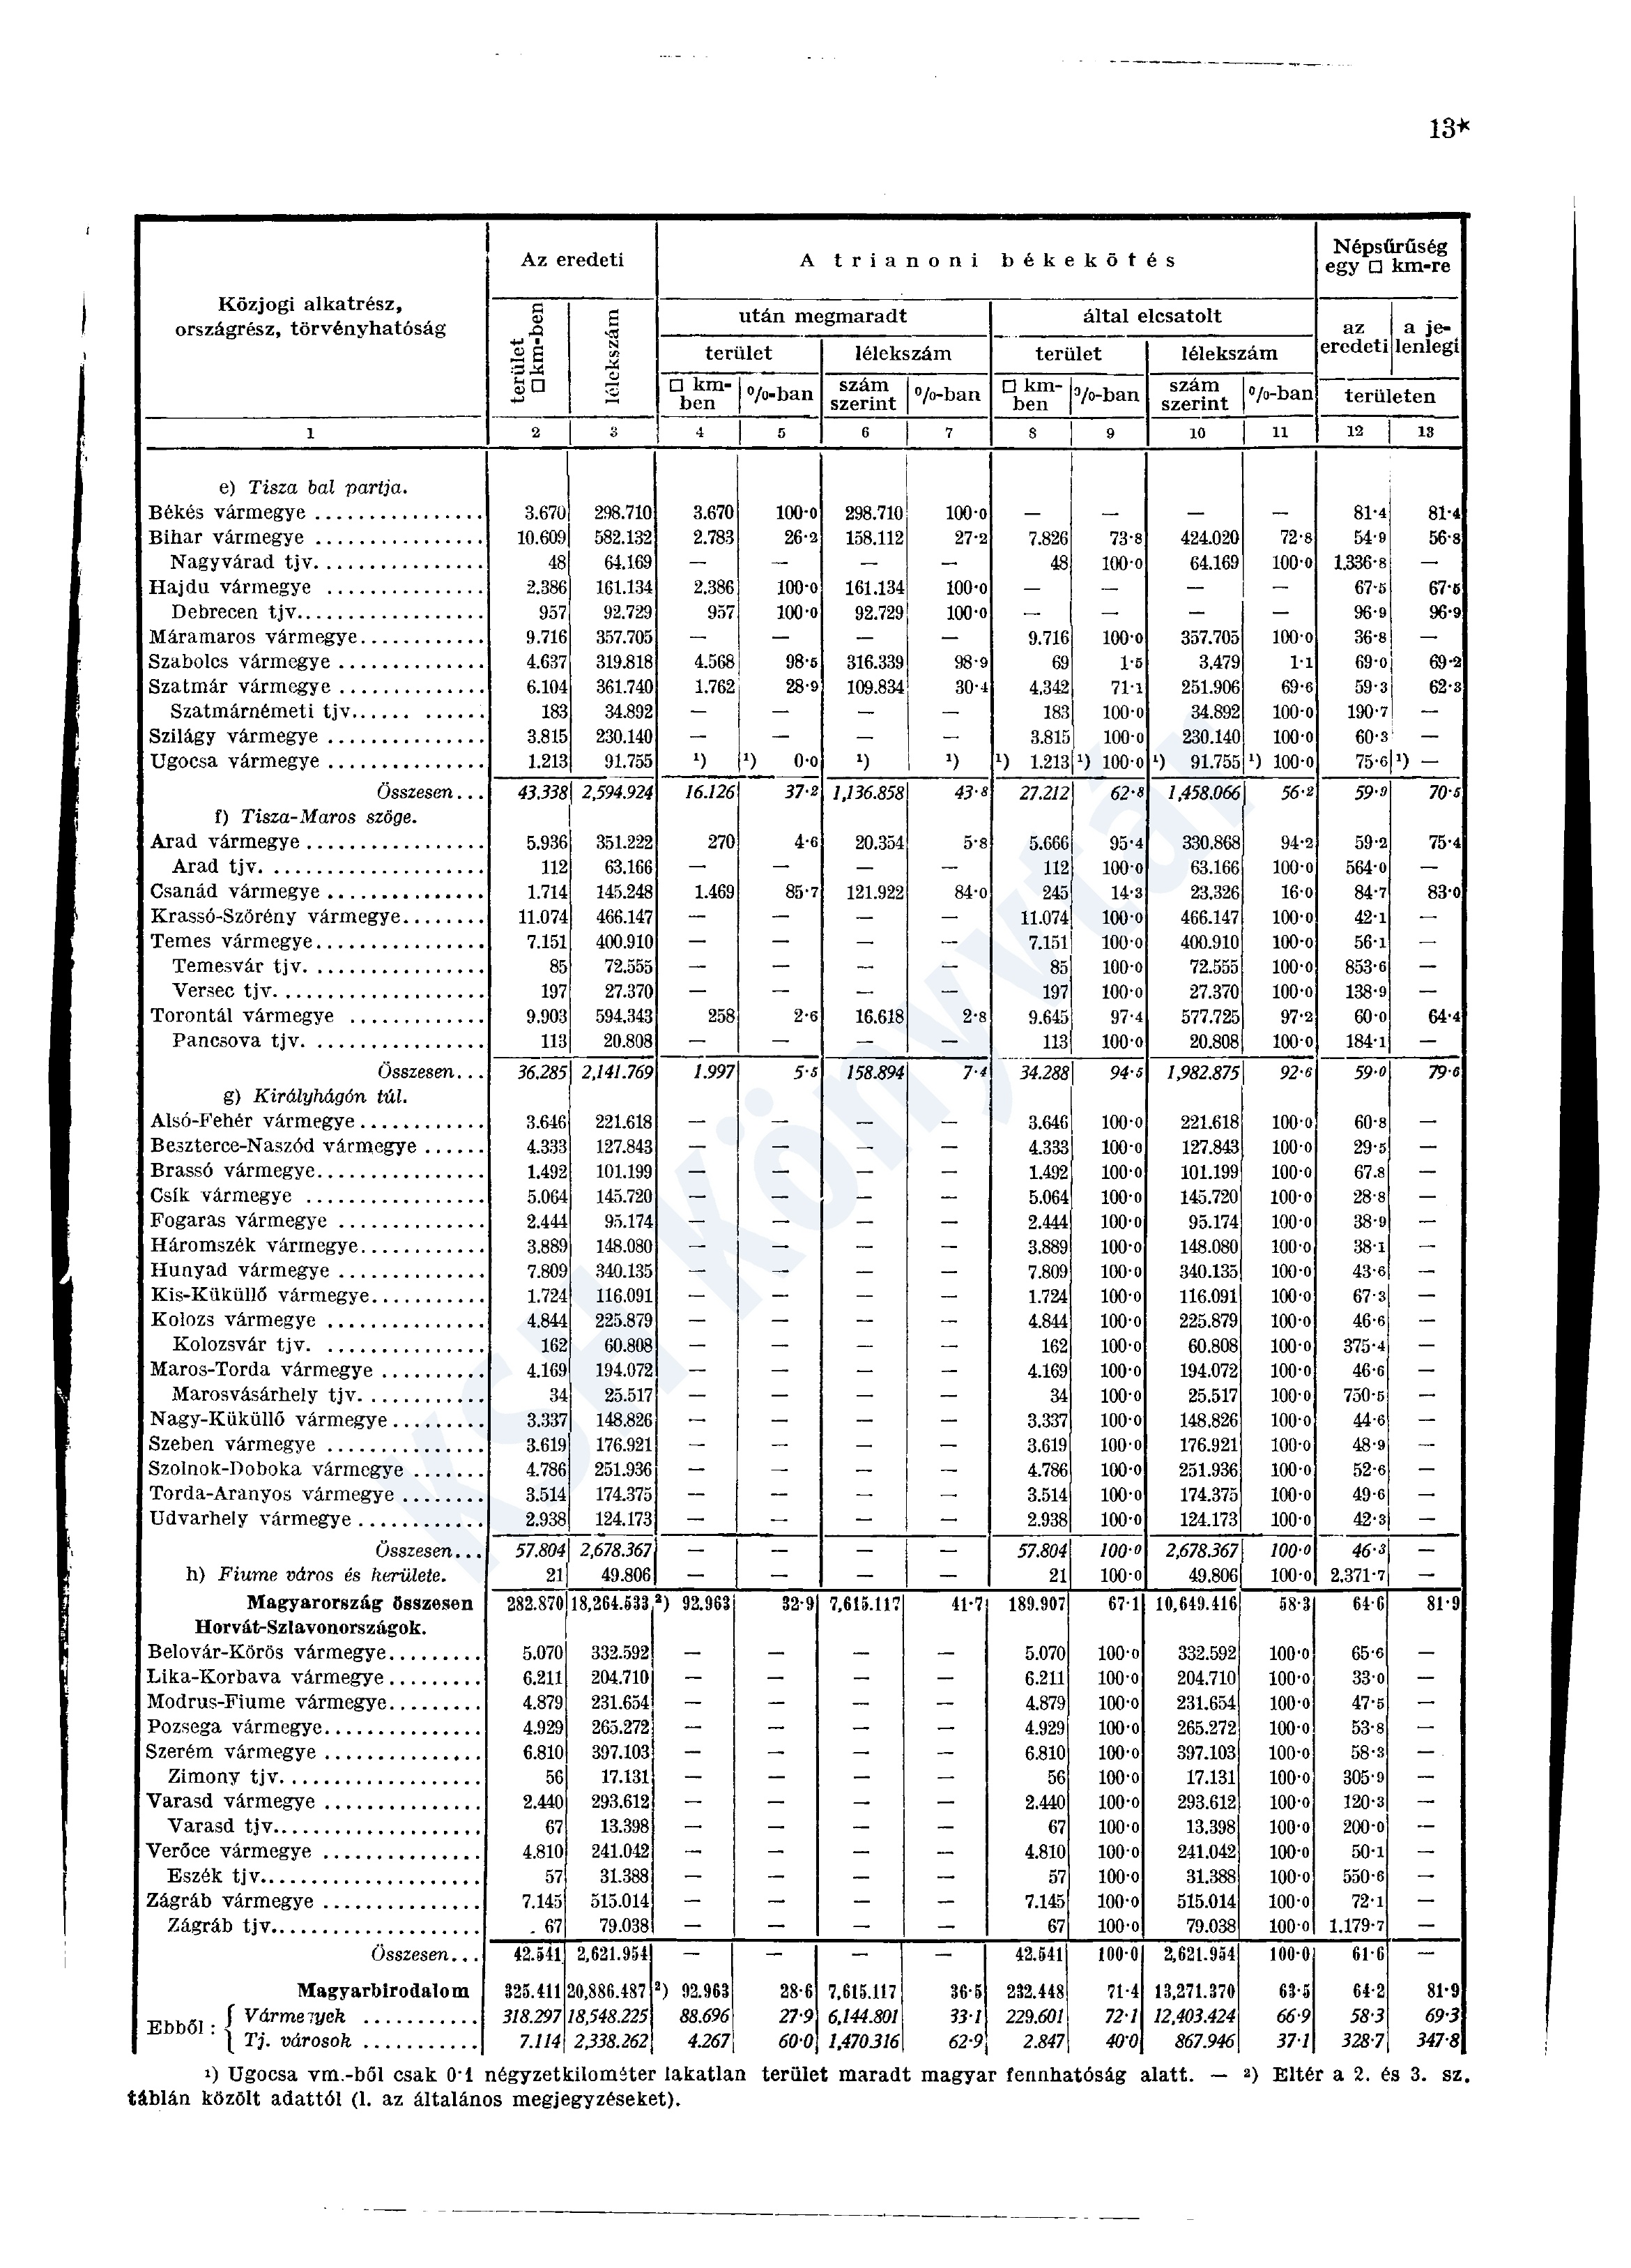 13*
Közjogi alkatrész,
országrész, törvényhatóság
Az eredeti
A trianoni békekötés
Népsűrűség
egy □ km-re
terület
□ km-ben
lélekszám
után megmaradt
által elcsatolt
az
eredeti
a je-
lenlegi
terület
lélekszám
terület
lélekszám
□ km-
ben
%-ban
szám
szerint
%-ban
□ km-
ben
%-ban
szám
szerint
%-ban
területen
1 2 3 4 5 6 7 8 9 10 11 12 13
e) Tisza bal partja.
Békés vármegye ................ 3.670 298.710 3.670 100·0 298.710 100·0 — — — — 81·4 81·4
Bihar vármegye ................ 10.609 582.132 2.783 26·2 158.112 27·2 7.826 73·8 424.020 72·8 54·9 56·8
Nagyvárad tjv. ................ 48 64.169 — — — — 48 100·0 64.169 100·0 1.336·8 —
Hajdu vármegye ................ 2.386 161.134 2.386 100·0 161.134 100·0 — — — — 67·5 67·5
Debrecen tjv. ................ 957 92.729 957 100·0 92.729 100·0 — — — — 96·9 96·9
Máramaros vármegye ............ 9.716 357.705 — — — — 9.716 100·0 357.705 100·0 36·8 —
Szabolcs vármegye .............. 4.637 319.818 4.568 98·5 316.339 98·9 69 1·5 3.479 1·1 69·0 69·2
Szatmár vármegye .............. 6.104 361.740 1.762 28·9 109.834 30·4 4.342 71·1 251.906 69·6 59·3 62·3
Szatmárnémeti tjv. ............ 183 34.892 — — — — 183 100·0 34.892 100·0 190·7 —
Szilágy vármegye ............... 3.815 230.140 — — — — 3.815 100·0 230.140 100·0 60·3 —
Ugocsa vármegye ............... 1.213 91.755 ¹) ¹) 0·0 ¹) ¹) ¹) 1.213 ¹) 100·0 ¹) 91.755 ¹) 100·0 75·6 ¹) —
Összesen... 43.338 2,594.924 16.126 37·2 1,136.858 43·8 27.212 62·8 1,458.066 56·2 59·9 70·5
f) Tisza-Maros szöge.
Arad vármegye ................. 5.936 351.222 270 4·6 20.354 5·8 5.666 95·4 330.868 94·2 59·2 75·4
Arad tjv. ..................... 112 63.166 — — — — 112 100·0 63.166 100·0 564·0 —
Csanád vármegye ............... 1.714 145.248 1.469 85·7 121.922 84·0 245 14·3 23.326 16·0 84·7 83·0
Krassó-Szörény vármegye ........ 11.074 466.147 — — — — 11.074 100·0 466.147 100·0 42·1 —
Temes vármegye ................ 7.151 400.910 — — — — 7.151 100·0 400.910 100·0 56·1 —
Temesvár tjv. ................. 85 72.555 — — — — 85 100·0 72.555 100·0 853·6 —
Versec tjv. .................... 197 27.370 — — — — 197 100·0 27.370 100·0 138·9 —
Torontál vármegye ............. 9.903 594.343 258 2·6 16.618 2·8 9.645 97·4 577.725 97·2 60·0 64·4
Pancsova tjv. ................. 113 20.808 — — — — 113 100·0 20.808 100·0 184·1 —
Összesen... 36.285 2,141.769 1.997 5·5 158.894 7·4 34.288 94·5 1,982.875 92·6 59·0 79·6
g) Királyhágón túl.
Alsó-Fehér vármegye ............ 3.646 221.618 — — — — 3.646 100·0 221.618 100·0 60·8 —
Beszterce-Naszód vármegye ...... 4.333 127.843 — — — — 4.333 100·0 127.843 100·0 29·5 —
Brassó vármegye ................ 1.492 101.199 — — — — 1.492 100·0 101.199 100·0 67.8 —
Csík vármegye ................. 5.064 145.720 — — — — 5.064 100·0 145.720 100·0 28·8 —
Fogaras vármegye .............. 2.444 95.174 — — — — 2.444 100·0 95.174 100·0 38·9 —
Háromszék vármegye ............ 3.889 148.080 — — — — 3.889 100·0 148.080 100·0 38·1 —
Hunyad vármegye .............. 7.809 340.135 — — — — 7.809 100·0 340.135 100·0 43·6 —
Kis-Küküllő vármegye ........... 1.724 116.091 — — — — 1.724 100·0 116.091 100·0 67·3 —
Kolozs vármegye ............... 4.844 225.879 — — — — 4.844 100·0 225.879 100·0 46·6 —
Kolozsvár tjv. ................ 162 60.808 — — — — 162 100·0 60.808 100·0 375·4 —
Maros-Torda vármegye .......... 4.169 194.072 — — — — 4.169 100·0 194.072 100·0 46·6 —
Marosvásárhely tjv. ............ 34 25.517 — — — — 34 100·0 25.517 100·0 750·5 —
Nagy-Küküllő vármegye ......... 3.337 148.826 — — — — 3.337 100·0 148.826 100·0 44·6 —
Szeben vármegye ............... 3.619 176.921 — — — — 3.619 100·0 176.921 100·0 48·9 —
Szolnok-Doboka vármegye ....... 4.786 251.936 — — — — 4.786 100·0 251.936 100·0 52·6 —
Torda-Aranyos vármegye ........ 3.514 174.375 — — — — 3.514 100·0 174.375 100·0 49·6 —
Udvarhely vármegye ............ 2.938 124.173 — — — — 2.938 100·0 124.173 100·0 42·3 —
Összesen... 57.804 2,678.367 — — — — 57.804 100·0 2,678.367 100·0 46·3 —
h) Fiume város és kerülete. 21 49.806 — — — — 21 100·0 49.806 100·0 2.371·7 —
Magyarország összesen 282.870 18,264.533 ²) 92.963 32·9 7,615.117 41·7 189.907 67·1 10,649.416 58·3 64·6 81·9
Horvát-Szlavonországok.
Belovár-Körös vármegye ......... 5.070 332.592 — — — — 5.070 100·0 332.592 100·0 65·6 —
Lika-Korbava vármegye ......... 6.211 204.710 — — — — 6.211 100·0 204.710 100·0 33·0 —
Modrus-Fiume vármegye ......... 4.879 231.654 — — — — 4.879 100·0 231.654 100·0 47·5 —
Pozsega vármegye ............... 4.929 265.272 — — — — 4.929 100·0 265.272 100·0 53·8 —
Szerém vármegye ............... 6.810 397.103 — — — — 6.810 100·0 397.103 100·0 58·3 —
Zimony tjv. ................... 56 17.131 — — — — 56 100·0 17.131 100·0 305·9 —
Varasd vármegye ............... 2.440 293.612 — — — — 2.440 100·0 293.612 100·0 120·3 —
Varasd tjv. .................... 67 13.398 — — — — 67 100·0 13.398 100·0 200·0 —
Verőce vármegye ............... 4.810 241.042 — — — — 4.810 100·0 241.042 100·0 50·1 —
Eszék tjv. ..................... 57 31.388 — — — — 57 100·0 31.388 100·0 550·6 —
Zágráb vármegye ............... 7.145 515.014 — — — — 7.145 100·0 515.014 100·0 72·1 —
Zágráb tjv. .................... 67 79.038 — — — — 67 100·0 79.038 100·0 1.179·7 —
Összesen... 42.541 2,621.954 — — — — 42.541 100·0 2,621.954 100·0 61·6 —
Magyarbirodalom 325.411 20,886.487 ²) 92.963 28·6 7,615.117 36·5 232.448 71·4 13,271.370 63·5 64·2 81·9
Ebből: { Vármegyek ........... 318.297 18,548.225 88.696 27·9 6,144.801 33·1 229.601 72·1 12,403.424 66·9 58·3 69·3
Tj. városok ........... 7.114 2,338.262 4.267 60·0 1,470.316 62·9 2.847 40·0 867.946 37·1 328·7 347·8
¹) Ugocsa vm.-ből csak 0·1 négyzetkilométer lakatlan terület maradt magyar fennhatóság alatt. — ²) Eltér a 2. és 3. sz.
táblán közölt adattól (l. az általános megjegyzéseket).
KSH Könyvtár